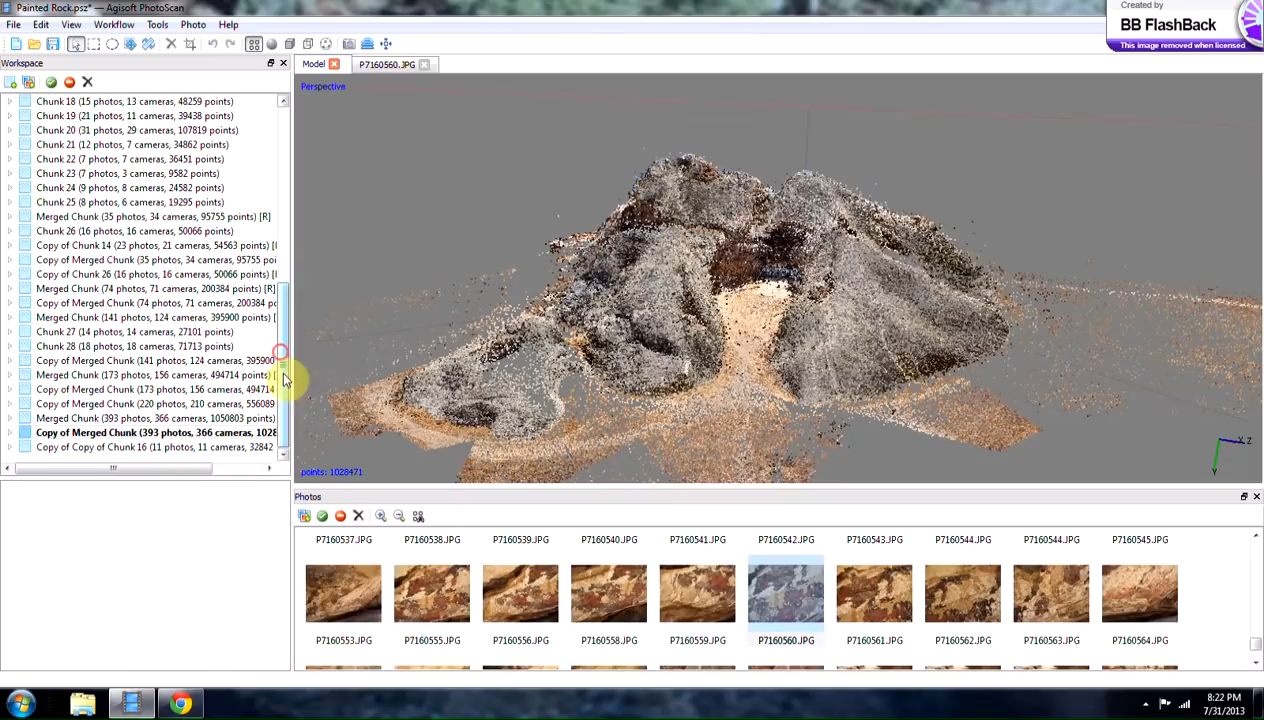 Painted Rock.psz* — Agisoft PhotoScan
Created by
BB FlashBack
This image removed when licensed
File Edit View Workflow Tools Photo Help
Workspace
Model P7160560.JPG
Perspective
Chunk 18 (15 photos, 13 cameras, 48259 points)
Chunk 19 (21 photos, 11 cameras, 39438 points)
Chunk 20 (31 photos, 29 cameras, 107819 points)
Chunk 21 (12 photos, 7 cameras, 34862 points)
Chunk 22 (7 photos, 7 cameras, 36451 points)
Chunk 23 (7 photos, 3 cameras, 9582 points)
Chunk 24 (9 photos, 8 cameras, 24582 points)
Chunk 25 (8 photos, 6 cameras, 19295 points)
Merged Chunk (35 photos, 34 cameras, 95755 points) [R]
Chunk 26 (16 photos, 16 cameras, 50066 points)
Copy of Chunk 14 (23 photos, 21 cameras, 54563 points) [
Copy of Merged Chunk (35 photos, 34 cameras, 95755 poi
Copy of Chunk 26 (16 photos, 16 cameras, 50066 points) [
Merged Chunk (74 photos, 71 cameras, 200384 points) [R]
Copy of Merged Chunk (74 photos, 71 cameras, 200384 po
Merged Chunk (141 photos, 124 cameras, 395900 points) [
Chunk 27 (14 photos, 14 cameras, 27101 points)
Chunk 28 (18 photos, 18 cameras, 71713 points)
Copy of Merged Chunk (141 photos, 124 cameras, 395900
Merged Chunk (173 photos, 156 cameras, 494714 points) [
Copy of Merged Chunk (173 photos, 156 cameras, 494714
Copy of Merged Chunk (220 photos, 210 cameras, 556089
Merged Chunk (393 photos, 366 cameras, 1050803 points)
Copy of Merged Chunk (393 photos, 366 cameras, 1028
Copy of Copy of Chunk 16 (11 photos, 11 cameras, 32842
points: 1028471
X Z
Y
Photos
P7160537.JPG P7160538.JPG P7160539.JPG P7160540.JPG P7160541.JPG P7160542.JPG P7160543.JPG P7160544.JPG P7160544.JPG P7160545.JPG
P7160553.JPG P7160555.JPG P7160556.JPG P7160558.JPG P7160559.JPG P7160560.JPG P7160561.JPG P7160562.JPG P7160563.JPG P7160564.JPG
8:22 PM
7/31/2013